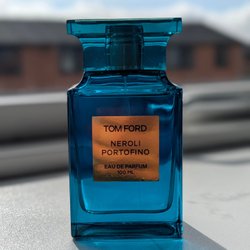 TOM FORD
NEROLI
PORTOFINO
EAU DE PARFUM
100 ML